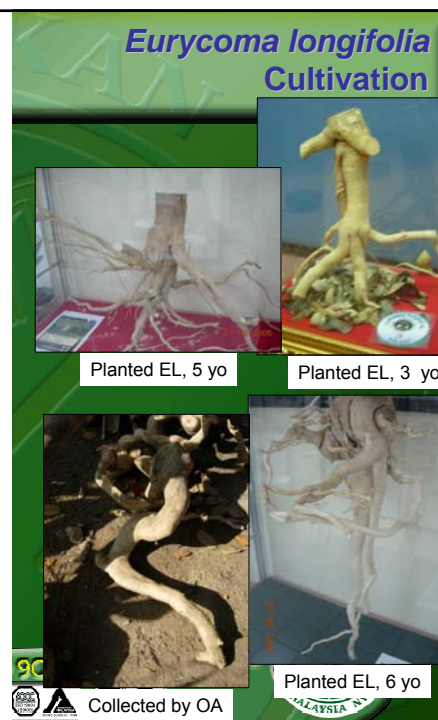 Eurycoma longifolia
Cultivation
Planted EL, 5 yo
Planted EL, 3 yo
Planted EL, 6 yo
Collected by OA